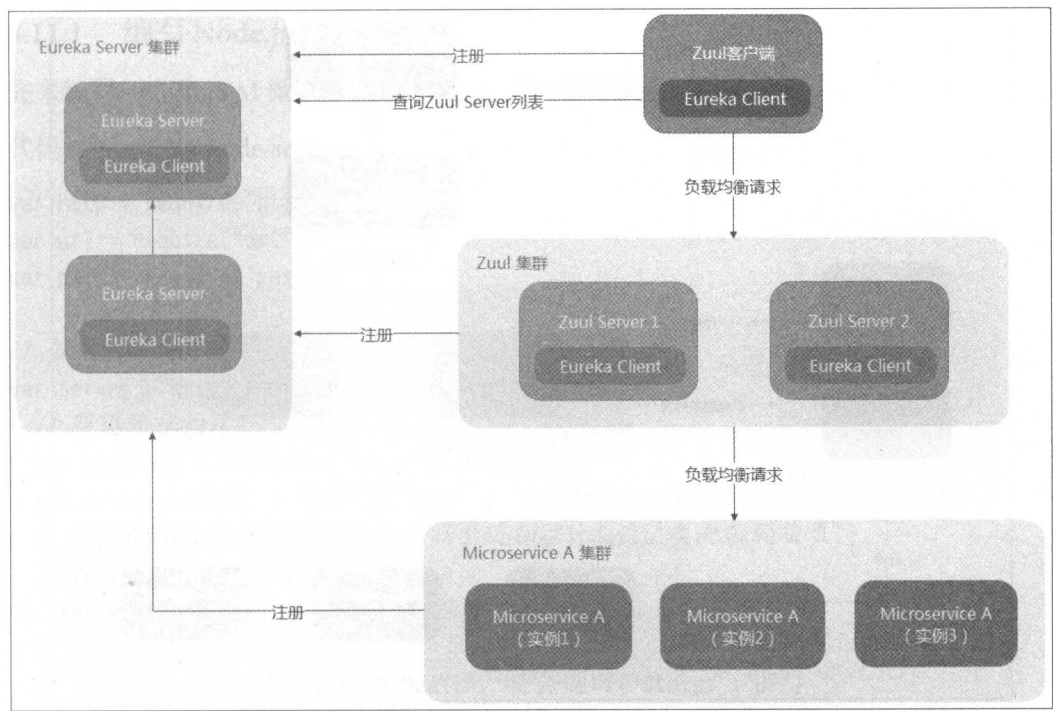 Eureka Server 集群
Eureka Server
Eureka Client
Eureka Server
Eureka Client
注册
查询Zuul Server列表
Zuul客户端
Eureka Client
负载均衡请求
Zuul 集群
Zuul Server 1
Eureka Client
Zuul Server 2
Eureka Client
注册
负载均衡请求
Microservice A 集群
Microservice A
（实例1）
Microservice A
（实例2）
Microservice A
（实例3）
注册